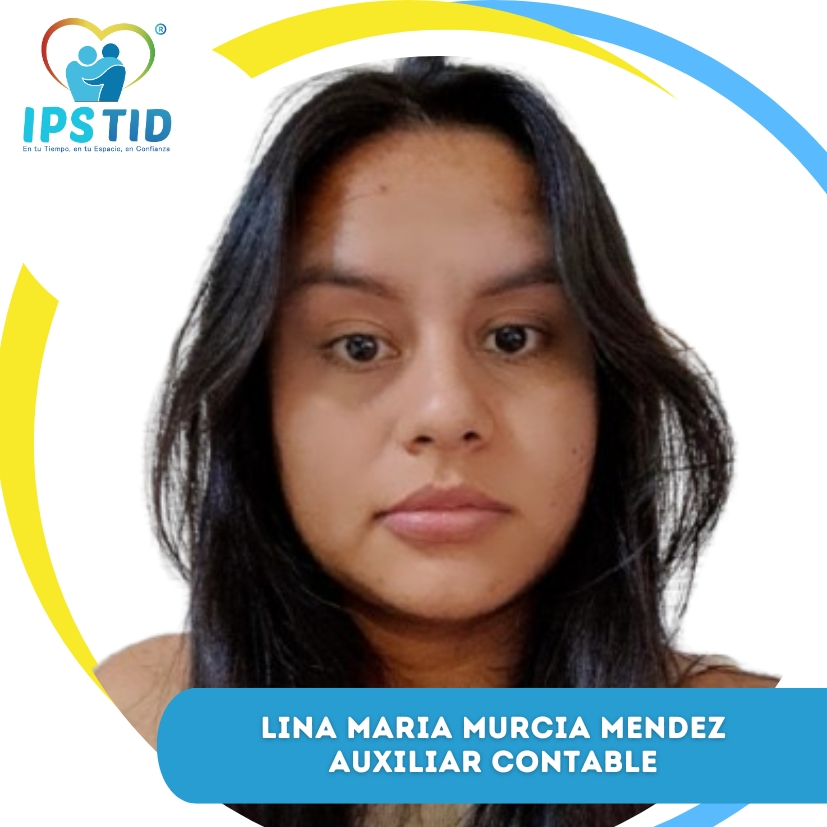 IPSTID
En tu Tiempo, en tu Espacio, en Confianza
LINA MARIA MURCIA MENDEZ
AUXILIAR CONTABLE